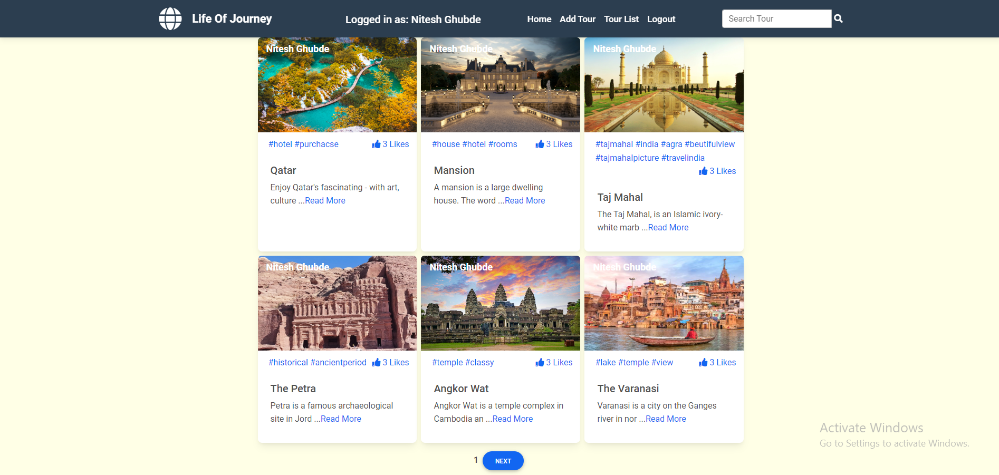 Life Of Journey
Logged in as: Nitesh Ghubde
Home Add Tour Tour List Logout
Search Tour
Nitesh Ghubde
#hotel #purchacse
3 Likes
Qatar
Enjoy Qatar's fascinating - with art,
culture ...Read More
Nitesh Ghubde
#house #hotel #rooms
3 Likes
Mansion
A mansion is a large dwelling
house. The word ...Read More
Nitesh Ghubde
#tajmahal #india #agra #beutifulview
#tajmahalpicture #travelindia
3 Likes
Taj Mahal
The Taj Mahal, is an Islamic ivory-
white marb ...Read More
Nitesh Ghubde
#historical #ancientperiod
3 Likes
The Petra
Petra is a famous archaeological
site in Jord ...Read More
Nitesh Ghubde
#temple #classy
3 Likes
Angkor Wat
Angkor Wat is a temple complex in
Cambodia an ...Read More
Nitesh Ghubde
#lake #temple #view
3 Likes
The Varanasi
Varanasi is a city on the Ganges
river in nor ...Read More
1 NEXT
Activate Windows
Go to Settings to activate Windows.